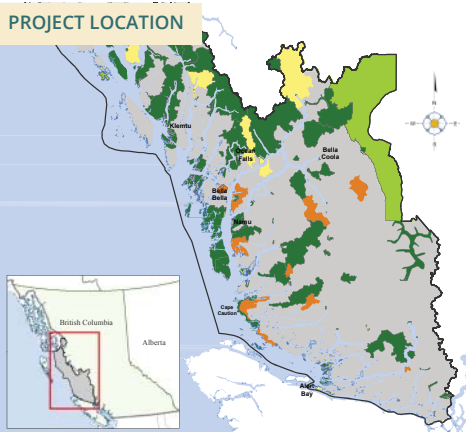 PROJECT LOCATION
Klemtu
Ocean
Falls
Bella
Coola
Bella
Bella
Namu
Cape
Caution
Alert
Bay
N
W
E
S
British Columbia
Alberta